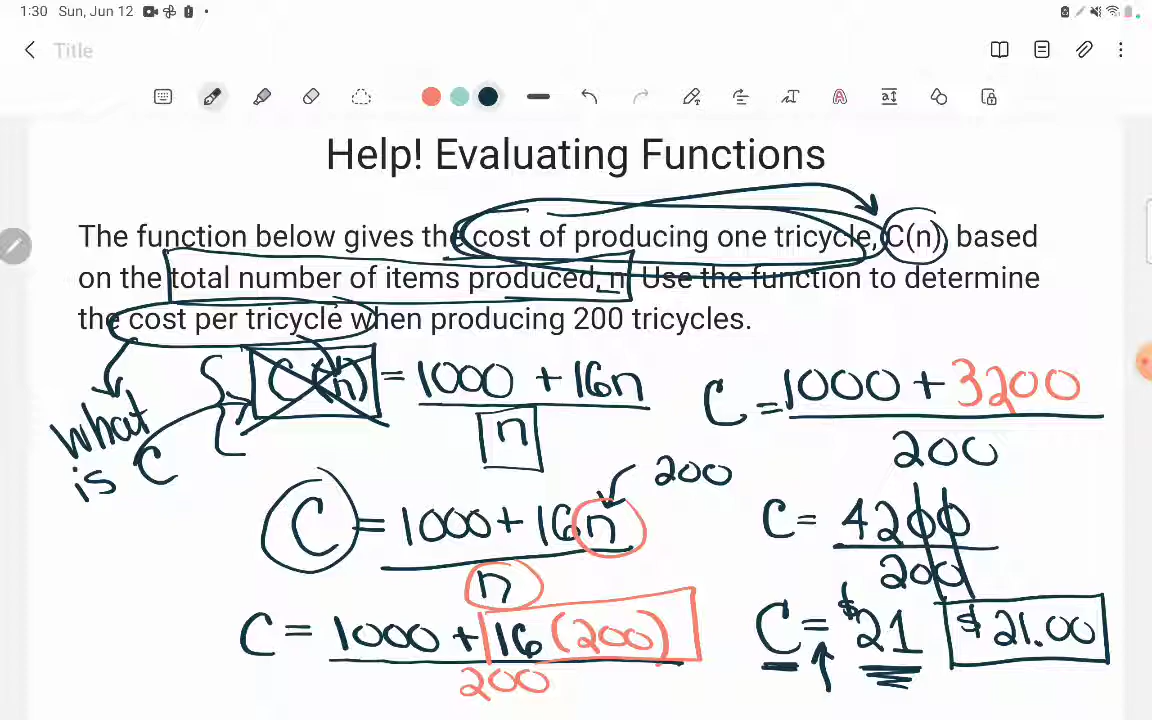 1:30 Sun, Jun 12
Title
Help! Evaluating Functions
The function below gives the cost of producing one tricycle, C(n), based
on the total number of items produced, n. Use the function to determine
the cost per tricycle when producing 200 tricycles.
what
is C
C(n) = 1000 + 16n
n
C = 1000 + 16n
n
200
C = 1000 + 16(200)
200
C = 1000 + 3200
200
C = 4200
200
C = $21 $21.00